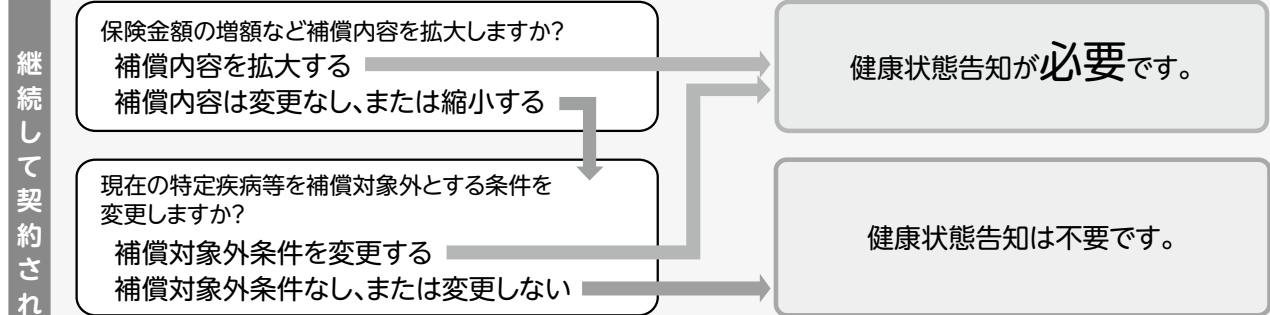 継続して契約され
保険金額の増額など補償内容を拡大しますか?
補償内容を拡大する
補償内容は変更なし、または縮小する
健康状態告知が必要です。
現在の特定疾病等を補償対象外とする条件を
変更しますか?
補償対象外条件を変更する
補償対象外条件なし、または変更しない
健康状態告知は不要です。